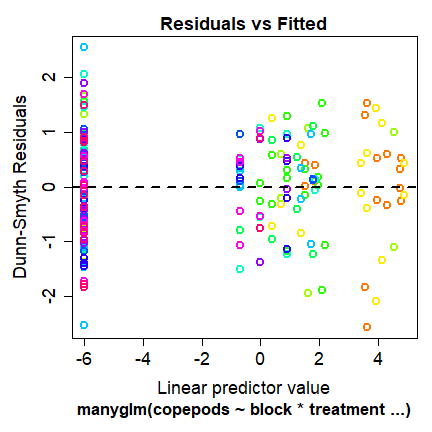 Residuals vs Fitted
Dunn-Smyth Residuals
2
1
0
-1
-2
-6 -4 -2 0 2 4
Linear predictor value
manyglm(copepods ~ block * treatment ...)